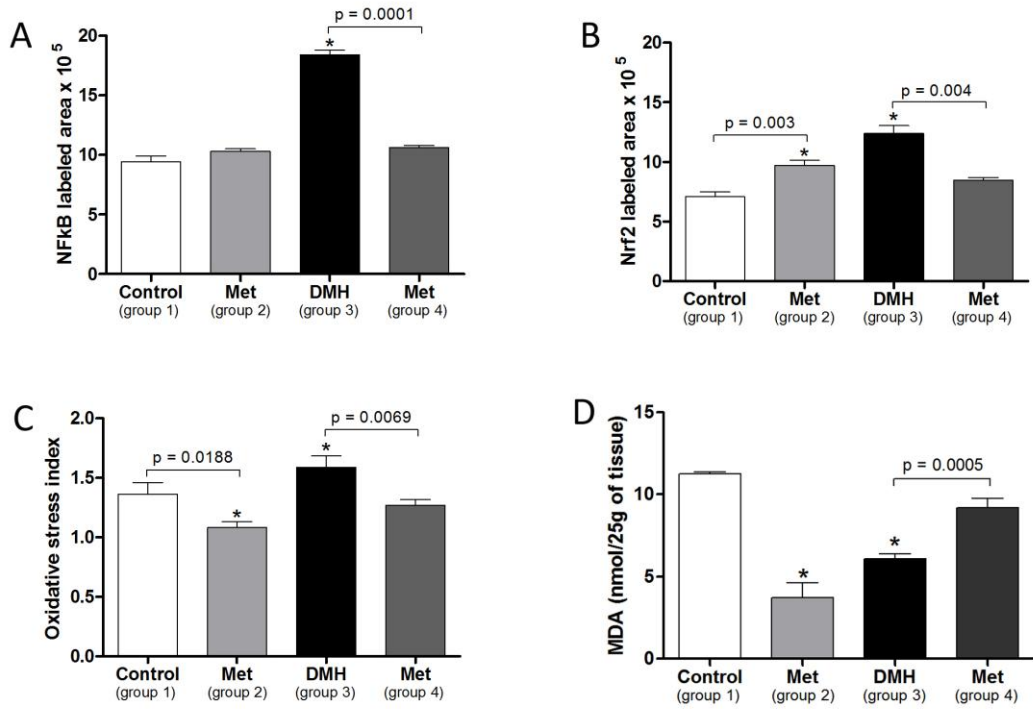 A
NFkB labeled area x 10 5
20
15
10
5
0
p = 0.0001
*
Control Met DMH Met
(group 1) (group 2) (group 3) (group 4)
B
Nrf2 labeled area x 10 5
20
15
10
5
0
p = 0.004
p = 0.003
* *
Control Met DMH Met
(group 1) (group 2) (group 3) (group 4)
C
Oxidative stress index
2.0
1.5
1.0
0.5
0.0
p = 0.0069
p = 0.0188
* *
Control Met DMH Met
(group 1) (group 2) (group 3) (group 4)
D
MDA (nmol/25g of tissue)
15
10
5
0
p = 0.0005
* *
Control Met DMH Met
(group 1) (group 2) (group 3) (group 4)